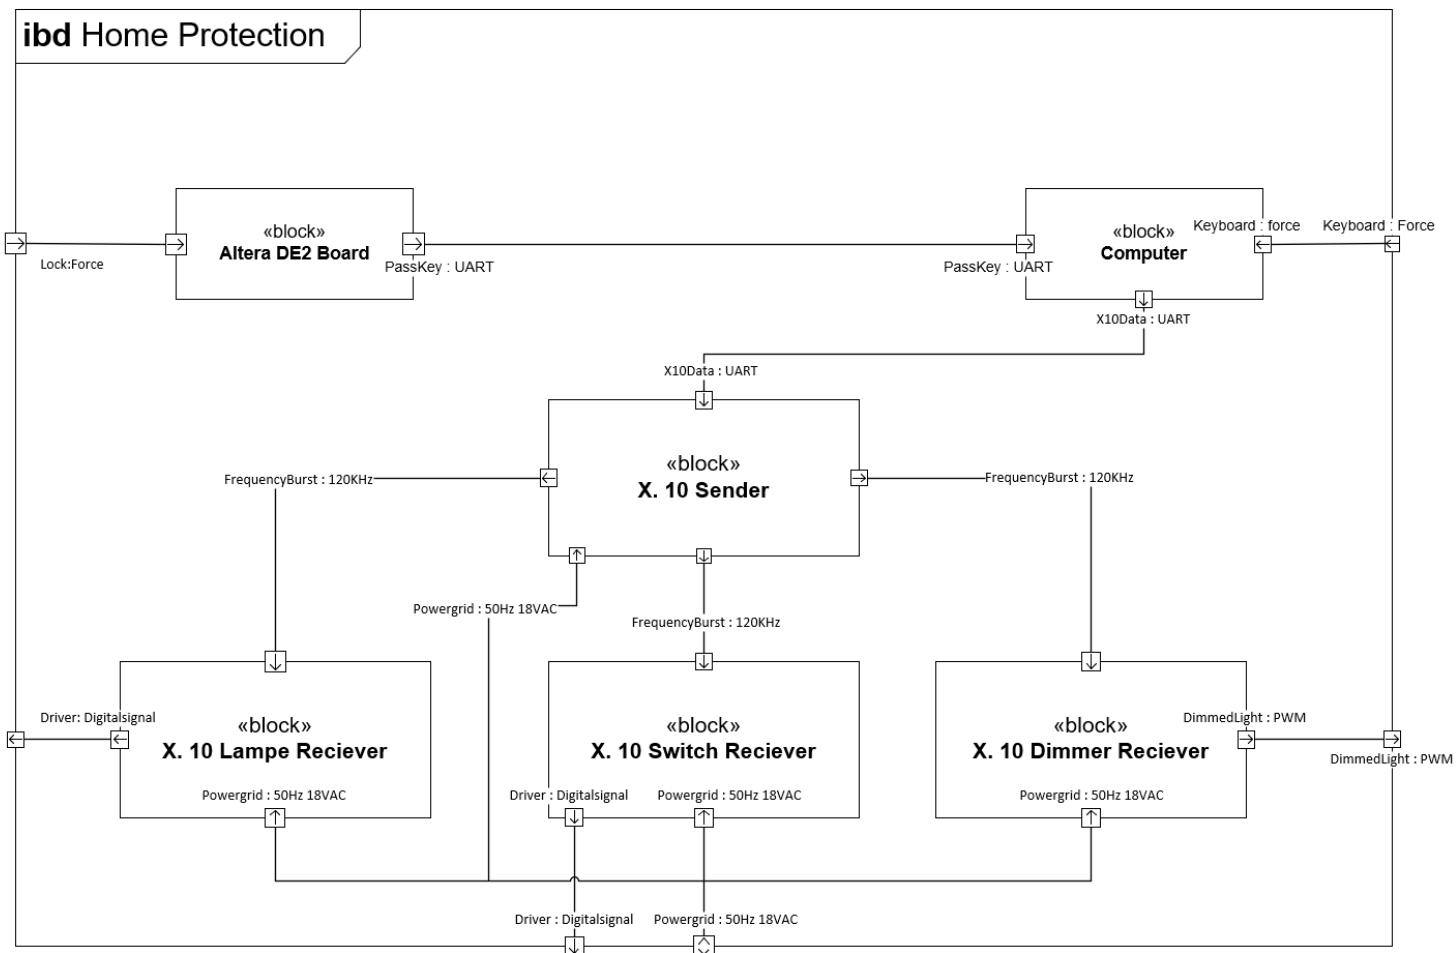 ibd Home Protection
«block»
Altera DE2 Board
Lock:Force
PassKey : UART
«block»
Computer
Keyboard : force
Keyboard : Force
PassKey : UART
X10Data : UART
X10Data : UART
«block»
X. 10 Sender
FrequencyBurst : 120KHz
FrequencyBurst : 120KHz
Powergrid : 50Hz 18VAC
FrequencyBurst : 120KHz
Driver: Digitalsignal
«block»
X. 10 Lampe Reciever
Powergrid : 50Hz 18VAC
«block»
X. 10 Switch Reciever
Driver : Digitalsignal
Powergrid : 50Hz 18VAC
«block»
X. 10 Dimmer Reciever
DimmedLight : PWM
DimmedLight : PWM
Powergrid : 50Hz 18VAC
Driver : Digitalsignal
Powergrid : 50Hz 18VAC